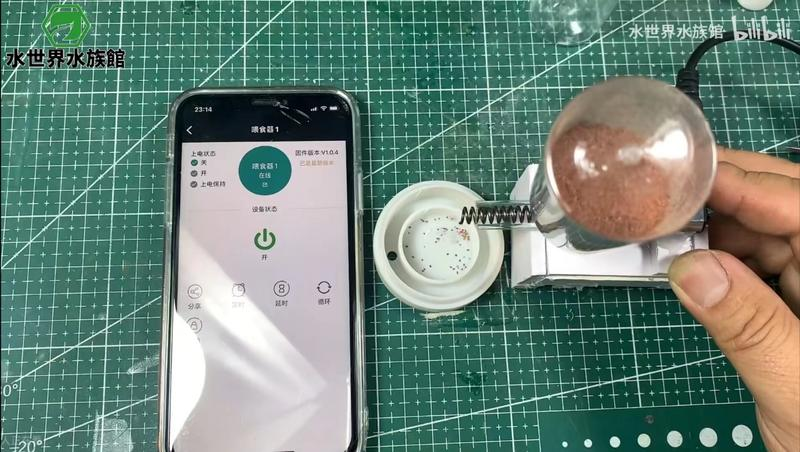 水世界水族館
水世界水族馆 bilibili
23:14
喂食器1
上电状态
关
开
上电保持
喂食器1
在线
固件版本:V1.0.4
已是最新版本
设备状态
开
分享
定时
延时
循环
30°
20°